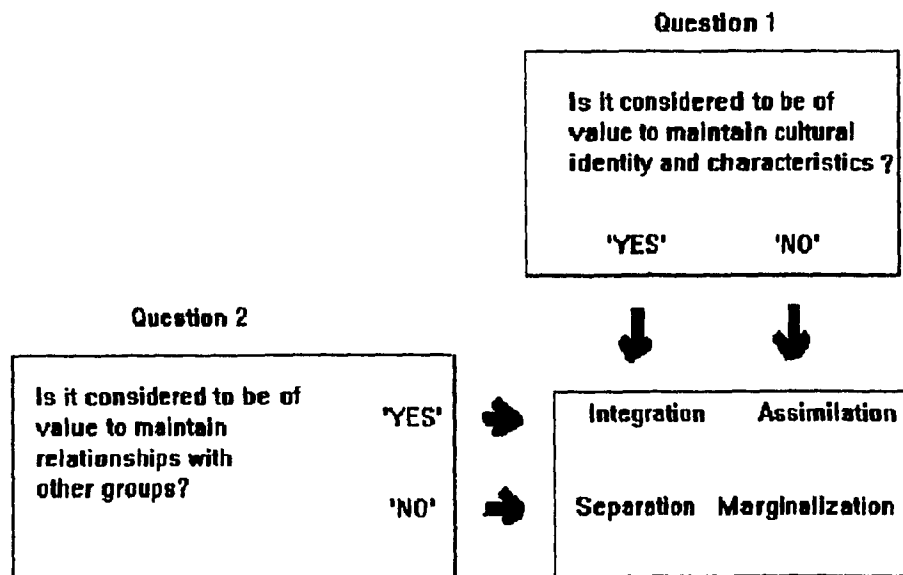 Question 1
Is it considered to be of
value to maintain cultural
identity and characteristics ?
'YES' 'NO'
Question 2
Is it considered to be of
value to maintain
relationships with
other groups?
'YES'
'NO'
Integration Assimilation
Separation Marginalization